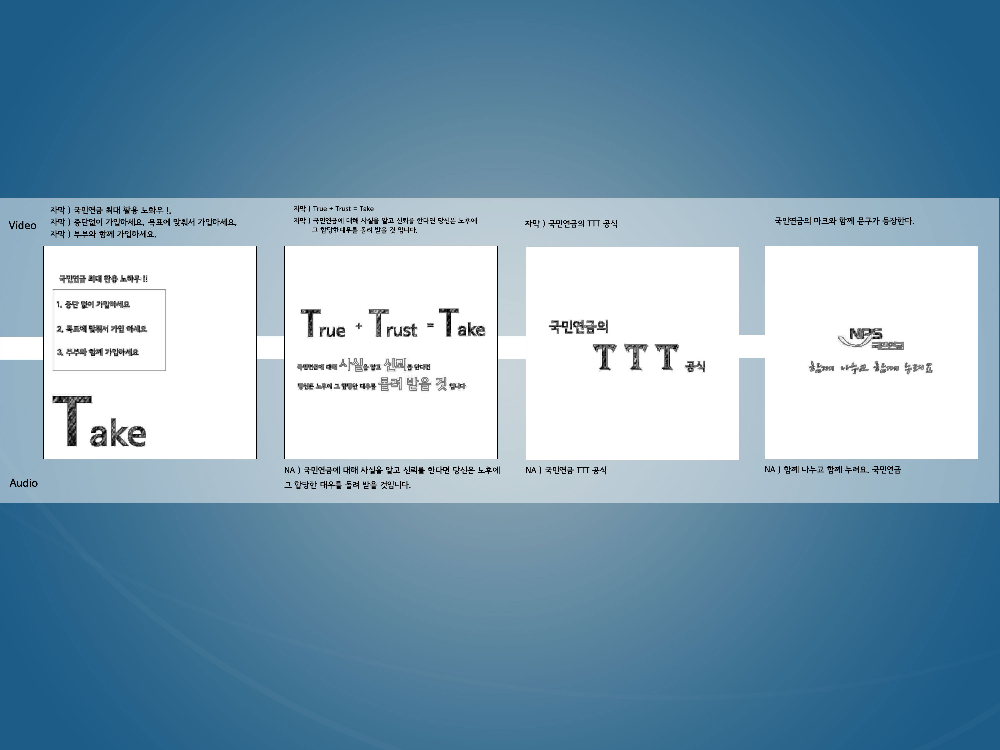 Video
자막 ) 국민연금 최대 활용 노화우 !.
자막 ) 중단없이 가입하세요, 목표에 맞춰서 가입하세요,
자막 ) 부부와 함께 가입하세요,
국민연금 최대 활용 노하우 !!
1. 중단 없이 가입하세요
2. 목표에 맞춰서 가입 하세요
3. 부부와 함께 가입하세요
Take
자막 ) True + Trust = Take
자막 ) 국민연금에 대해 사실을 알고 신뢰를 한다면 당신은 노후에
그 합당한대우를 돌려 받을 것 입니다.
True + Trust = Take
국민연금에 대해 사실을 알고 신뢰를 한다면
당신은 노후에 그 합당한 대우를 돌려 받을 것 입니다
자막 ) 국민연금의 TTT 공식
국민연금의
T T T 공식
국민연금의 마크와 함께 문구가 등장한다.
NPS
국민연금
함께 나누고 함께 누려요
Audio
NA ) 국민연금에 대해 사실을 알고 신뢰를 한다면 당신은 노후에
그 합당한 대우를 돌려 받을 것입니다.
NA ) 국민연금 TTT 공식
NA ) 함께 나누고 함께 누려요. 국민연금